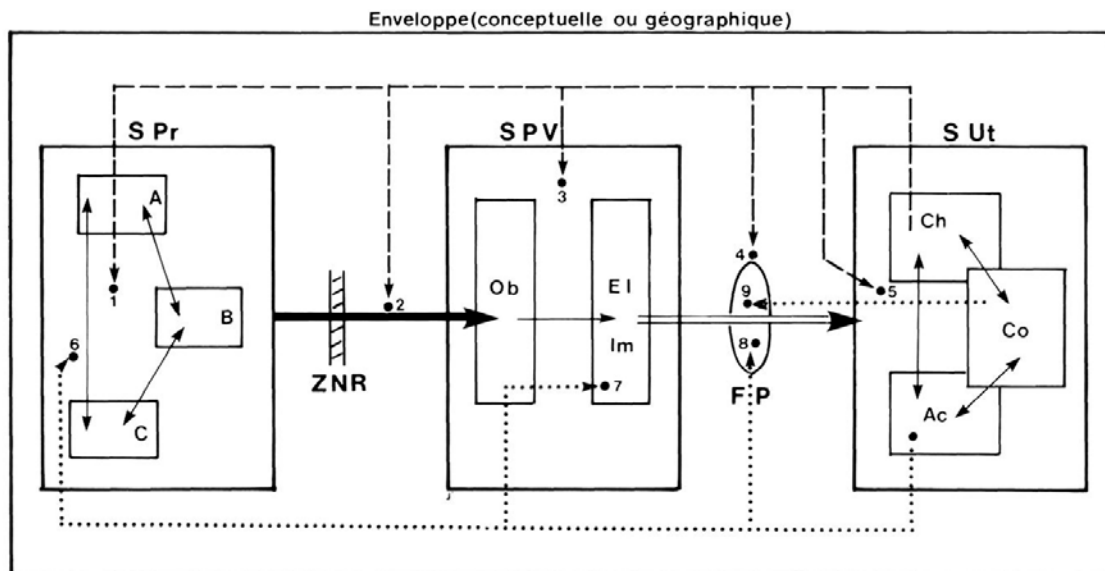 Enveloppe(conceptuelle ou géographique)
S Pr
S P V
S Ut
A
B
C
1
6
ZNR
2
3
Ob
El
Im
7
4
9
8
F P
5
Ch
Co
Ac